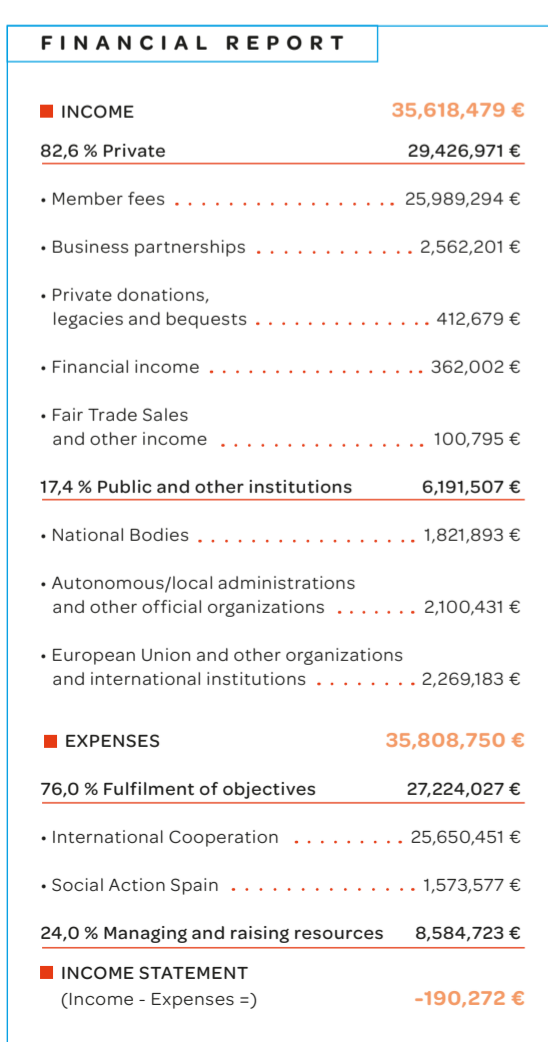 FINANCIAL REPORT
INCOME 35,618,479 €
82,6 % Private 29,426,971 €
• Member fees . . . . . . . . . . . . . . . . . 25,989,294 €
• Business partnerships . . . . . . . . . . . . 2,562,201 €
• Private donations,
legacies and bequests . . . . . . . . . . . . . . 412,679 €
• Financial income . . . . . . . . . . . . . . . . . 362,002 €
• Fair Trade Sales
and other income . . . . . . . . . . . . . . . . 100,795 €
17,4 % Public and other institutions 6,191,507 €
• National Bodies . . . . . . . . . . . . . . . . . 1,821,893 €
• Autonomous/local administrations
and other official organizations . . . . . . . 2,100,431 €
• European Union and other organizations
and international institutions . . . . . . . . 2,269,183 €
EXPENSES 35,808,750 €
76,0 % Fulfilment of objectives 27,224,027 €
• International Cooperation . . . . . . . . . 25,650,451 €
• Social Action Spain . . . . . . . . . . . . . . 1,573,577 €
24,0 % Managing and raising resources 8,584,723 €
INCOME STATEMENT
(Income - Expenses =) -190,272 €